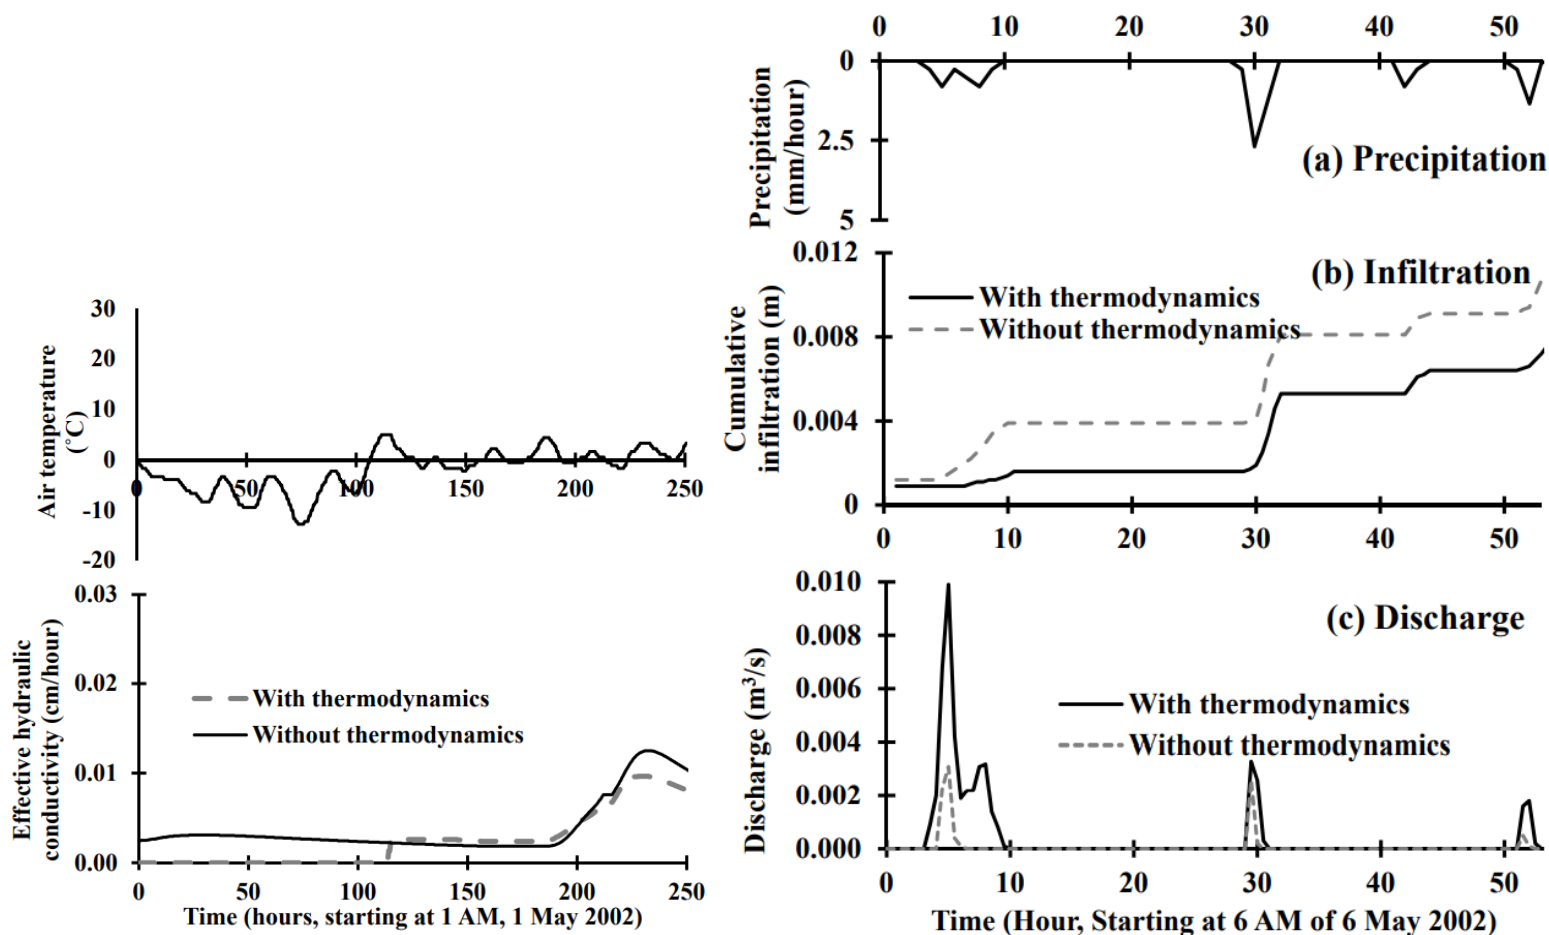 30
20
10
0
-10
-20
Air temperature
(˚C)
0 50 100 150 200 250
0.03
0.02
0.01
0.00
Effective hydraulic
conductivity (cm/hour)
With thermodynamics
Without thermodynamics
0 50 100 150 200 250
Time (hours, starting at 1 AM, 1 May 2002)
0 10 20 30 40 50
0
2.5
5
Precipitation
(mm/hour)
(a) Precipitation
0.012
0.008
0.004
0
Cumulative
infiltration (m)
(b) Infiltration
With thermodynamics
Without thermodynamics
0 10 20 30 40 50
0.010
0.008
0.006
0.004
0.002
0.000
Discharge (m³/s)
(c) Discharge
With thermodynamics
Without thermodynamics
0 10 20 30 40 50
Time (Hour, Starting at 6 AM of 6 May 2002)